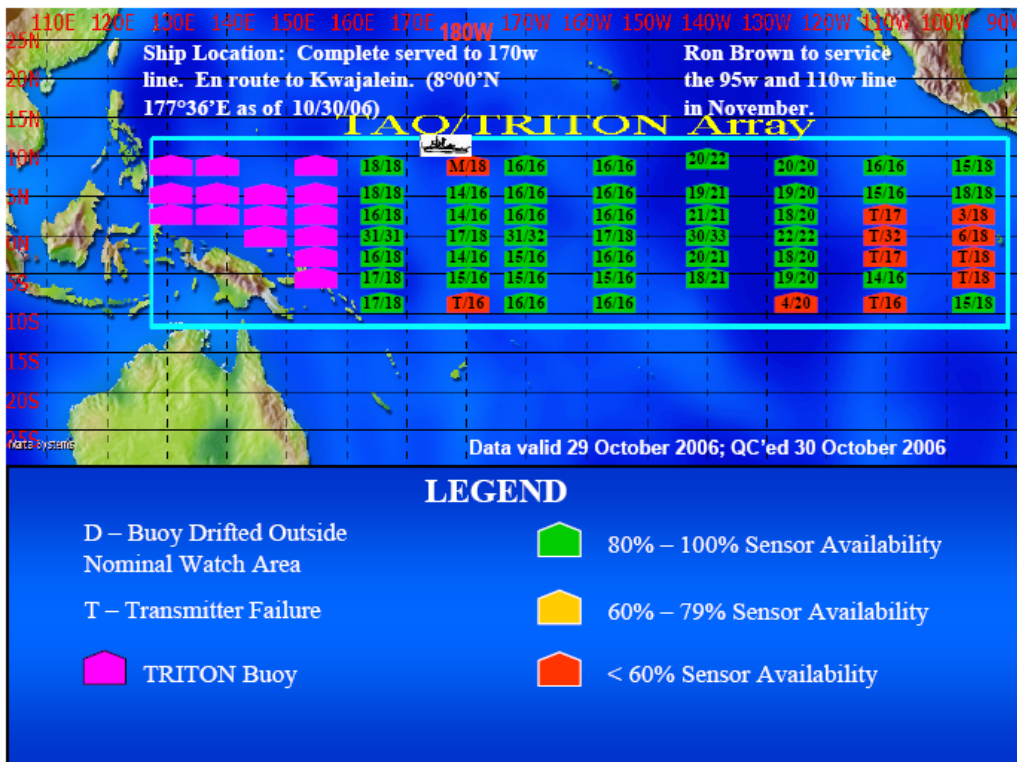 110E 120E 130E 140E 150E 160E 170E 180W 170W 160W 150W 140W 130W 120W 110W 100W 90W
25N
20N
15N
10N
5N
0N
5S
10S
15S
20S
25S
Ship Location: Complete served to 170w
line. En route to Kwajalein. (8°00’N
177°36’E as of 10/30/06)
Ron Brown to service
the 95w and 110w line
in November.
TAO/TRITON Array
18/18 M/18 16/16 16/16 20/22 20/20 16/16 15/18
18/18 14/16 16/16 16/16 19/21 19/20 15/16 18/18
16/18 14/16 16/16 16/16 21/21 18/20 T/17 3/18
31/31 17/18 31/32 17/18 30/33 22/22 T/32 6/18
16/18 14/16 15/16 16/16 20/21 18/20 T/17 T/18
17/18 15/16 15/16 15/16 18/21 19/20 14/16 T/18
17/18 T/16 16/16 16/16 4/20 T/16 15/18
Systems
Data valid 29 October 2006; QC’ed 30 October 2006
LEGEND
D – Buoy Drifted Outside
Nominal Watch Area
T – Transmitter Failure
TRITON Buoy
80% – 100% Sensor Availability
60% – 79% Sensor Availability
< 60% Sensor Availability